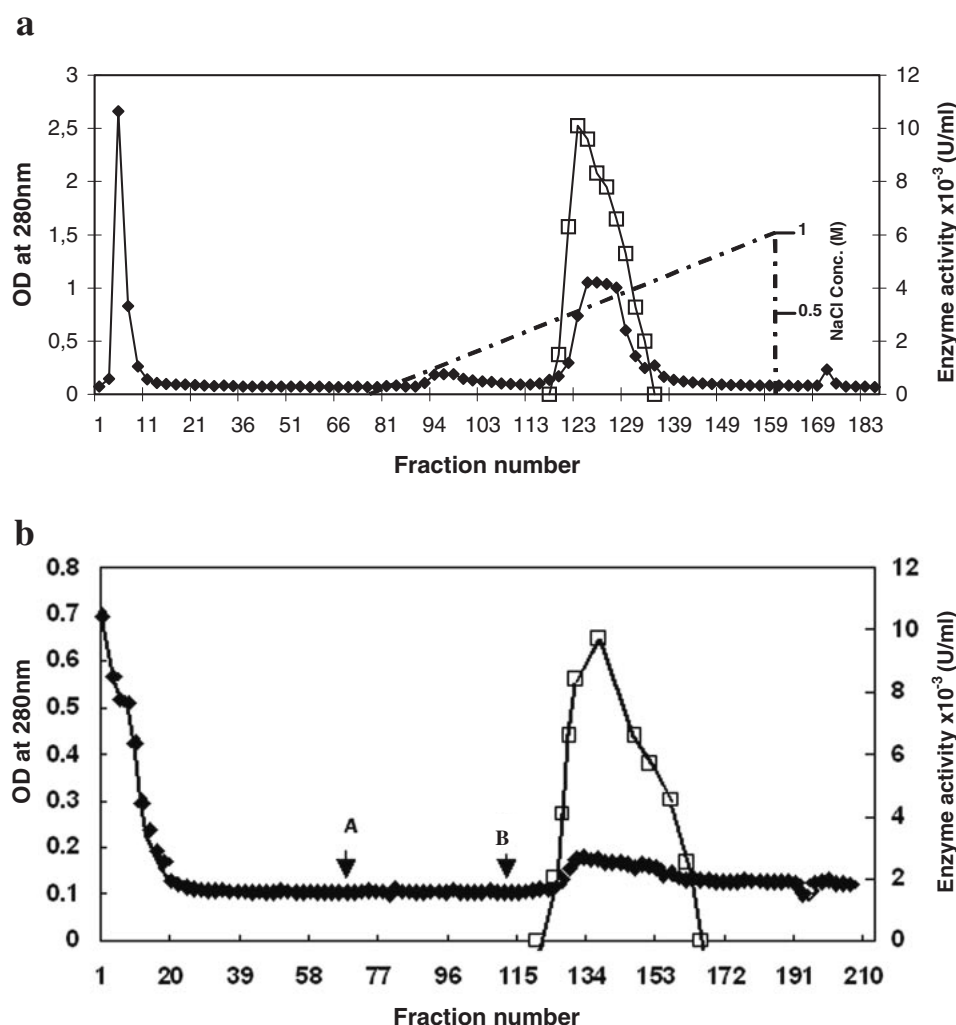 a
OD at 280nm
3
2,5
2
1,5
1
0,5
0
12
10
8
6
4
2
0
Enzyme activity x10⁻³ (U/ml)
1
0.5
NaCl Conc. (M)
1 11 21 36 51 66 81 94 103 113 123 129 139 149 159 169 183
Fraction number
b
OD at 280nm
0.8
0.7
0.6
0.5
0.4
0.3
0.2
0.1
0
A
B
12
10
8
6
4
2
0
Enzyme activity x10⁻³ (U/ml)
1 20 39 58 77 96 115 134 153 172 191 210
Fraction number